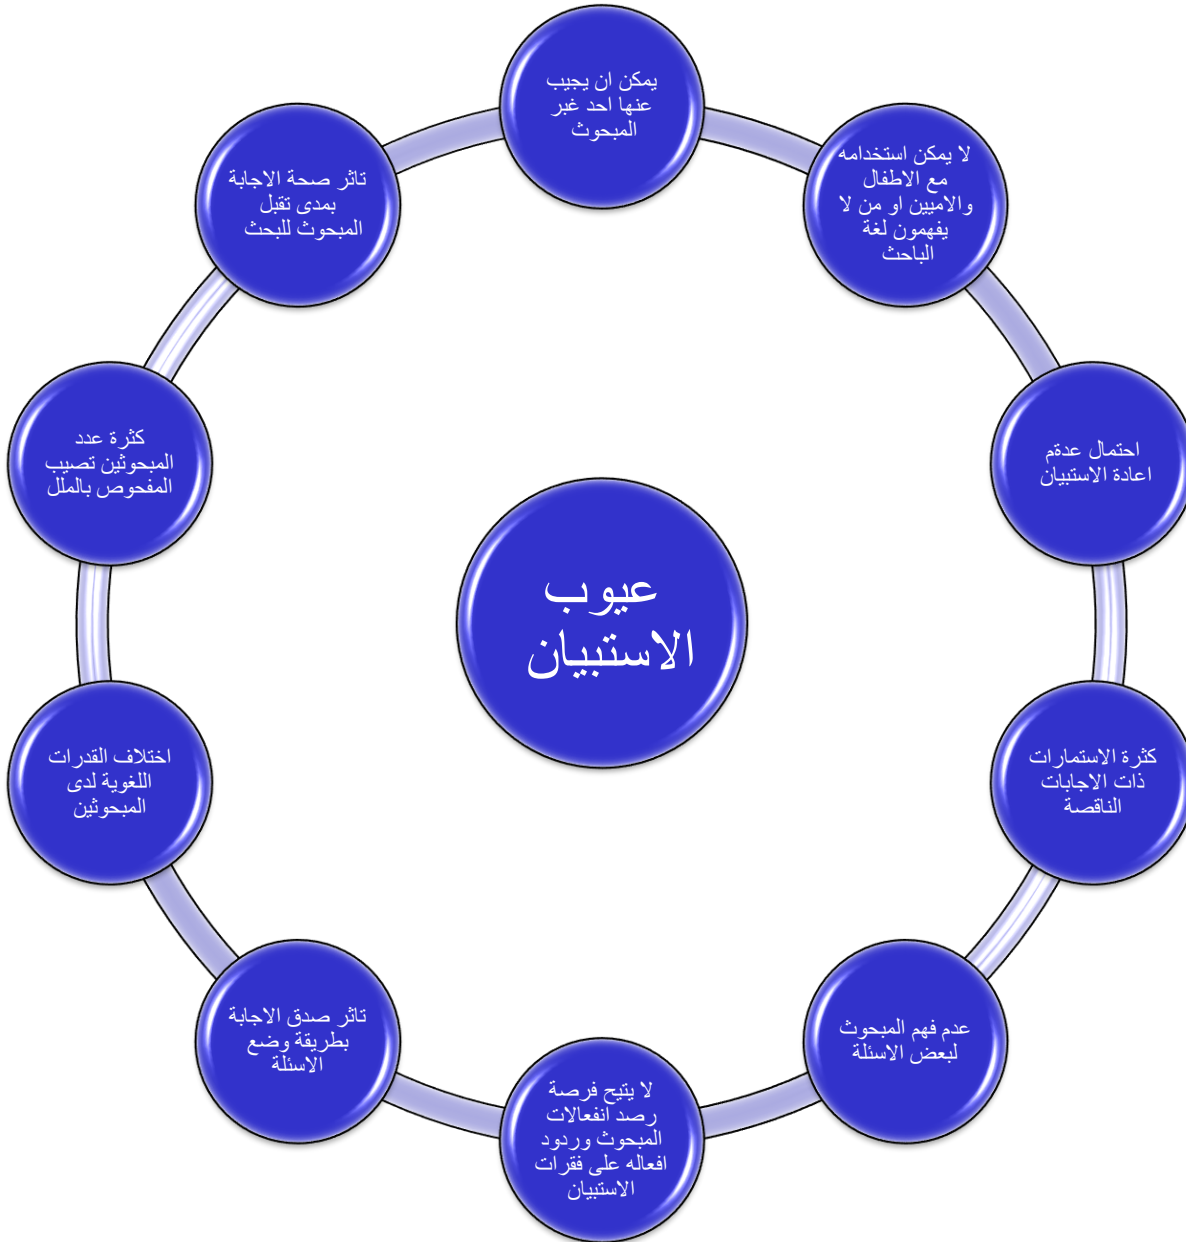 عيوب
الاستبيان
يمكن ان يجيب
عنها احد غبر
المبحوث
لا يمكن استخدامه
مع الاطفال
والاميين او من لا
يفهمون لغة
الباحث
احتمال عدةم
اعادة الاستبيان
كثرة الاستمارات
ذات الاجابات
الناقصة
عدم فهم المبحوث
لبعض الاسئلة
لا يتيح فرصة
رصد انفعالات
المبحوث وردود
افعاله على فقرات
الاستبيان
تاثر صدق الاجابة
بطريقة وضع
الاسئلة
اختلاف القدرات
اللغوية لدى
المبحوثين
كثرة عدد
المبحوثين تصيب
المفحوص بالملل
تاثر صحة الاجابة
بمدى تقبل
المبحوث للبحث